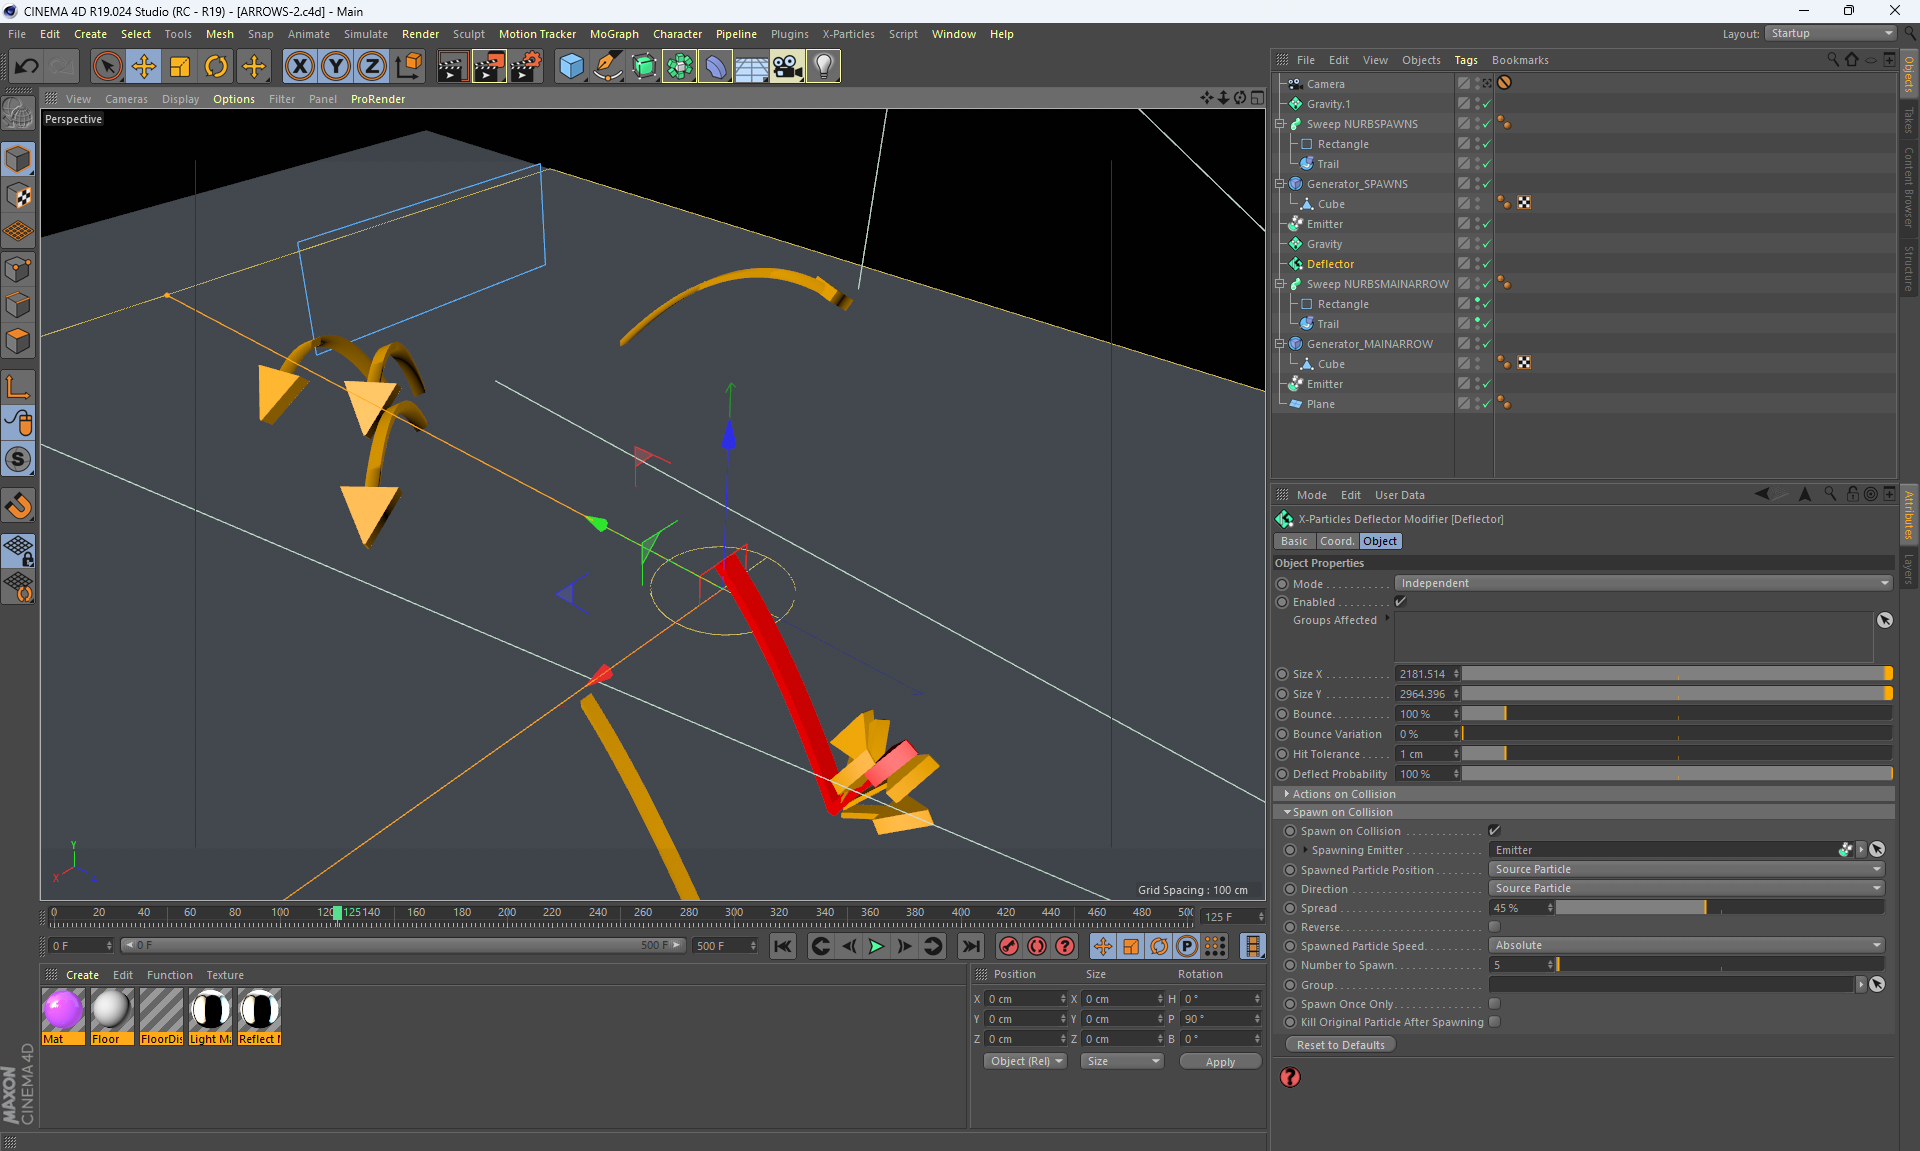 CINEMA 4D R19.024 Studio (RC - R19) - [ARROWS-2.c4d] - Main
File Edit Create Select Tools Mesh Snap Animate Simulate Render Sculpt Motion Tracker MoGraph Character Pipeline Plugins X-Particles Script Window Help
Layout: Startup
View Cameras Display Options Filter Panel ProRender
Perspective
Grid Spacing : 100 cm
Y
X
Z
File Edit View Objects Tags Bookmarks
Camera
Gravity.1
Sweep NURBSPAWNS
Rectangle
Trail
Generator_SPAWNS
Cube
Emitter
Gravity
Deflector
Sweep NURBSMAINARROW
Rectangle
Trail
Generator_MAINARROW
Cube
Emitter
Plane
Objects
Takes
Content Browser
Structure
Mode Edit User Data
X-Particles Deflector Modifier [Deflector]
Basic Coord. Object
Object Properties
Mode Independent
Enabled
Groups Affected
Size X 2181.514
Size Y 2964.396
Bounce 100 %
Bounce Variation 0 %
Hit Tolerance 1 cm
Deflect Probability 100 %
Actions on Collision
Spawn on Collision
Spawn on Collision
Spawning Emitter Emitter
Spawned Particle Position Source Particle
Direction Source Particle
Spread 45 %
Reverse
Spawned Particle Speed Absolute
Number to Spawn 5
Group
Spawn Once Only
Kill Original Particle After Spawning
Reset to Defaults
Attributes
Layers
0 20 40 60 80 100 120 125 140 160 180 200 220 240 260 280 300 320 340 360 380 400 420 440 460 480 500
125 F
0 F 0 F 500 F 500 F
Create Edit Function Texture
Mat Floor FloorDis Light Ma Reflect M
Position Size Rotation
X 0 cm X 0 cm H 0 °
Y 0 cm Y 0 cm P 90 °
Z 0 cm Z 0 cm B 0 °
Object (Rel) Size Apply
MAXON
CINEMA 4D